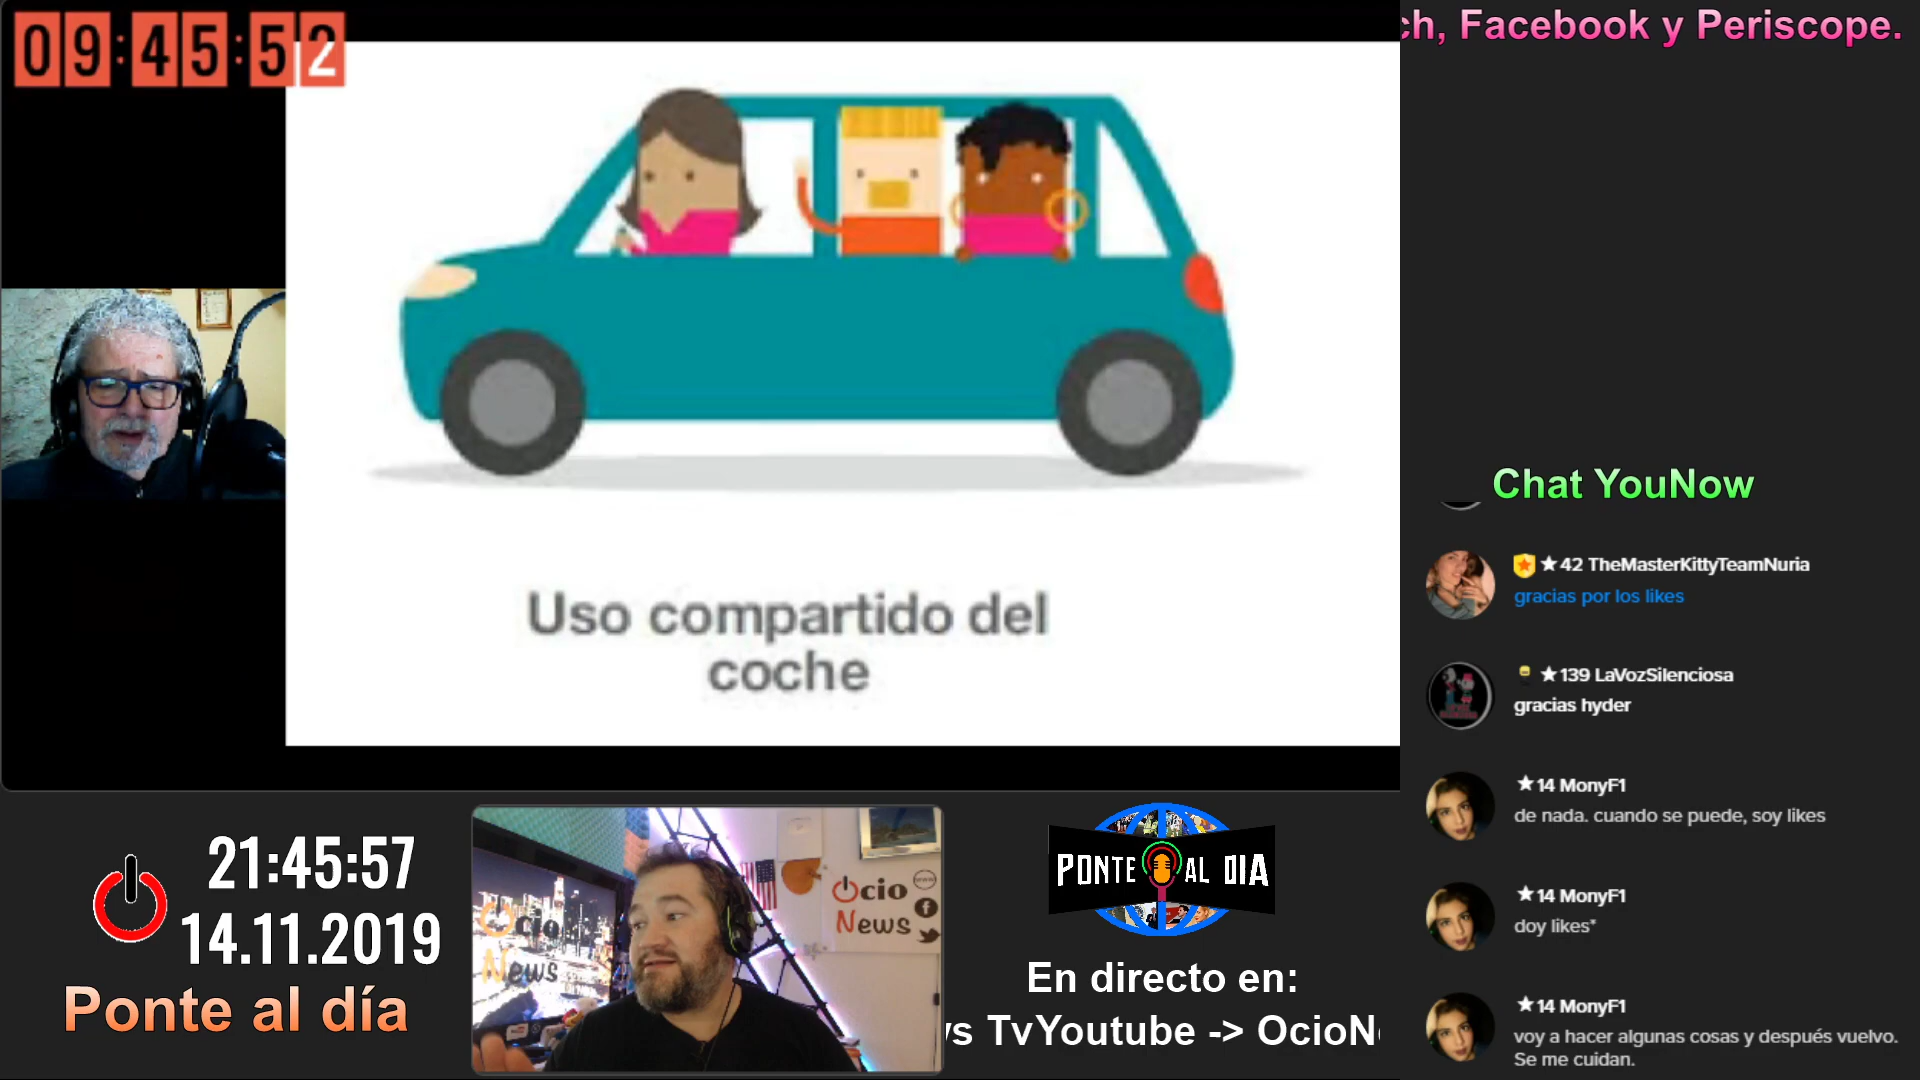 09:45:52
ch, Facebook y Periscope.
Uso compartido del
coche
Chat YouNow
★42 TheMasterKittyTeamNuria
gracias por los likes
★139 LaVozSilenciosa
gracias hyder
★14 MonyF1
de nada. cuando se puede, soy likes
★14 MonyF1
doy likes*
★14 MonyF1
voy a hacer algunas cosas y después vuelvo.
Se me cuidan.
21:45:57
14.11.2019
Ponte al día
Ocio
News
Ocio
News
PONTE AL DIA
En directo en:
vs TvYoutube -> OcioN